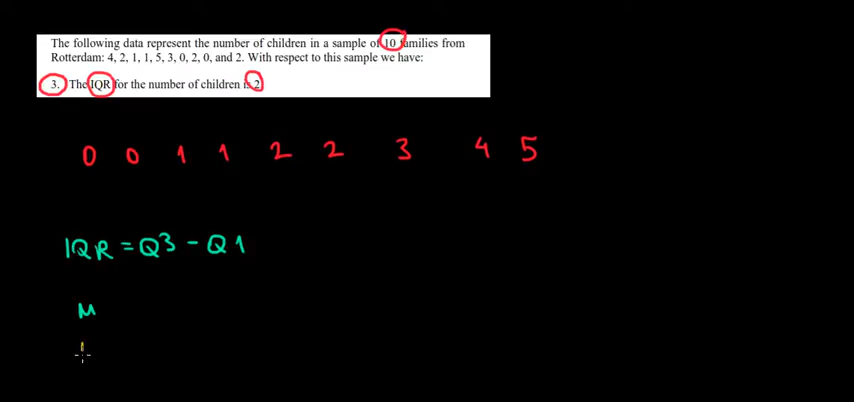 The following data represent the number of children in a sample of 10 families from
Rotterdam: 4, 2, 1, 1, 5, 3, 0, 2, 0, and 2. With respect to this sample we have:
3. The IQR for the number of children is 2
0 0 1 1 2 2 3 4 5
IQR = Q3 - Q1
M